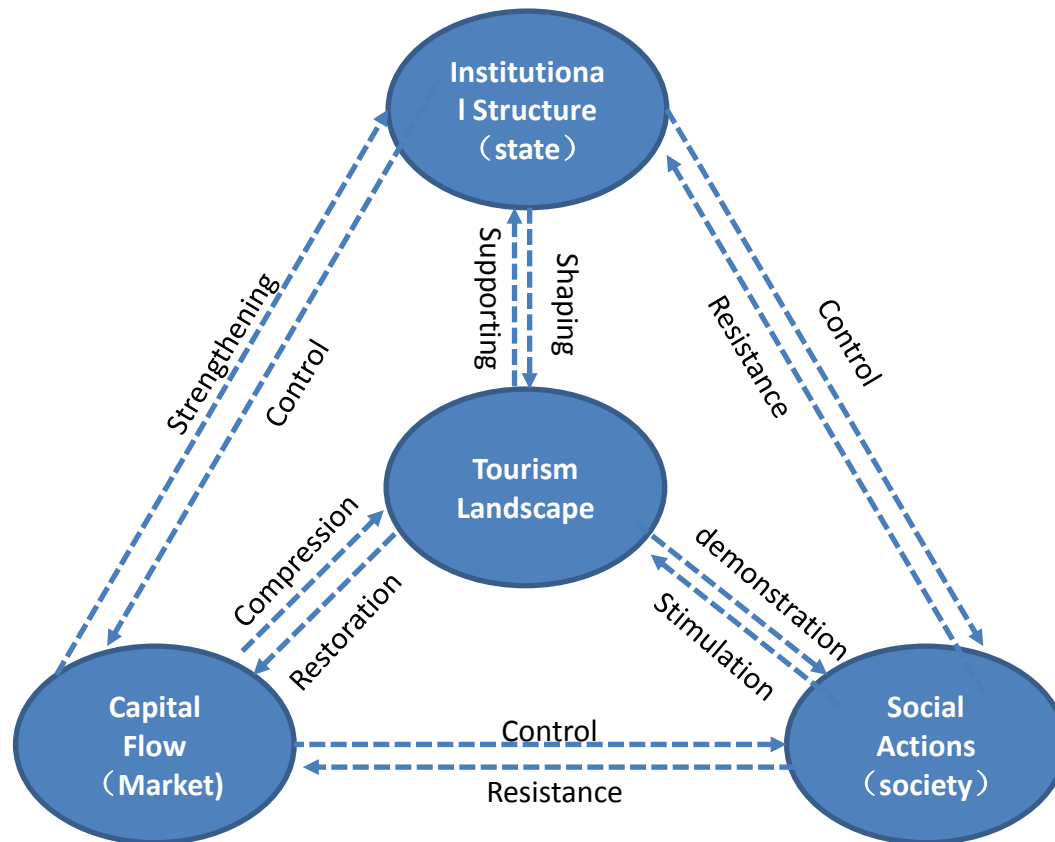 Institutiona
l Structure
（state）
Strengthening
Control
Supporting
Shaping
Resistance
Control
Tourism
Landscape
Compression
Restoration
demonstration
Stimulation
Capital
Flow
（Market)
Control
Resistance
Social
Actions
（society）